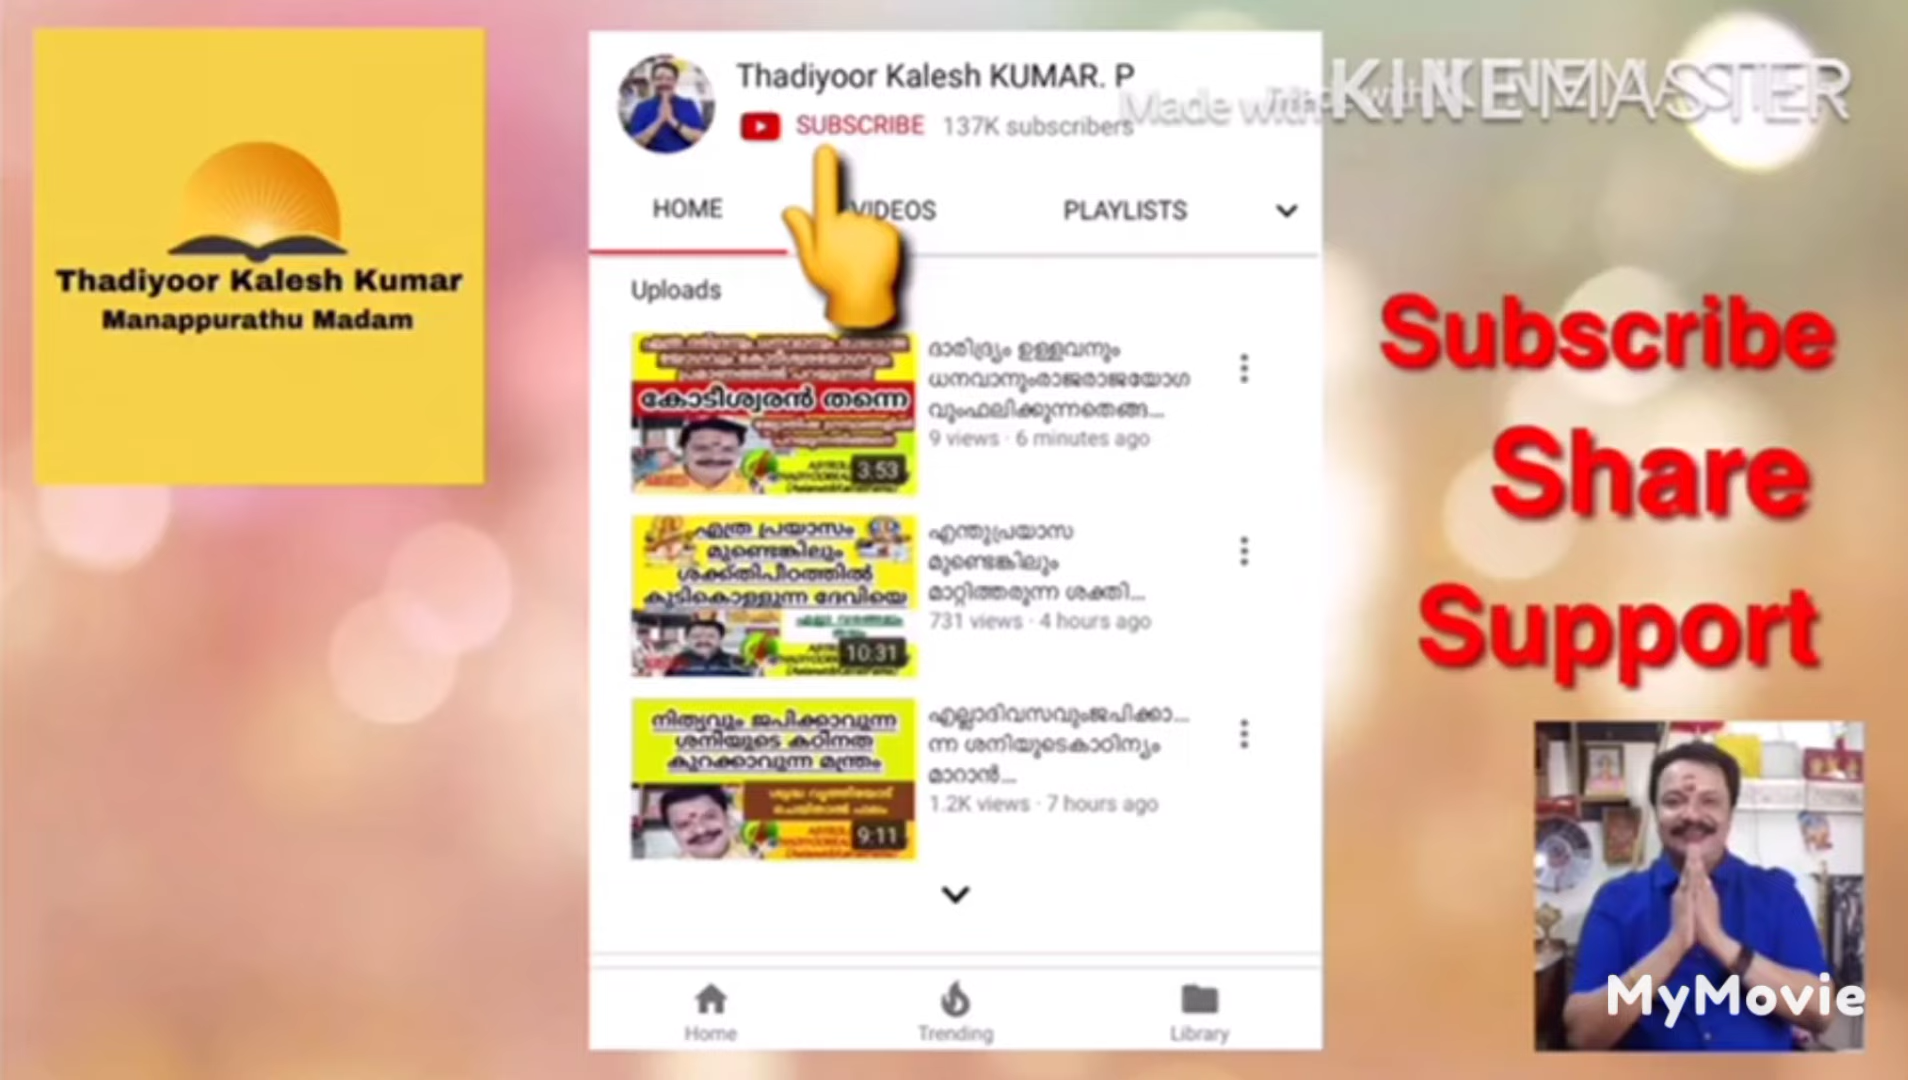 Thadiyoor Kalesh Kumar
Manappurathu Madam
Thadiyoor Kalesh KUMAR. P
SUBSCRIBE 137K subscribers
Made with KINEMASTER
HOME VIDEOS PLAYLISTS
Uploads
കോടീശ്വരൻ തന്നെ
3:53
ദാരിദ്ര്യം ഉള്ളവനും
ധനവാനുംരാജരാജയോഗ
വുംഫലിക്കുന്നതെങ്ങ...
9 views · 6 minutes ago
എത്ര പ്രയാസം
മുണ്ടെങ്കിലും
ശക്ക്തിപീഠത്തിൽ
കുടികൊള്ളുന്ന ദേവിയെ
10:31
എന്തുപ്രയാസ
മുണ്ടെങ്കിലും
മാറ്റിത്തരുന്ന ശക്തി...
731 views · 4 hours ago
നിത്യവും ജപിക്കാവുന്ന
ശനിയുടെ കഠിനത
കുറക്കാവുന്ന മന്ത്രം
9:11
എല്ലാദിവസവുംജപിക്കാ...
ന്ന ശനിയുടെകാഠിന്യം
മാറാൻ...
1.2K views · 7 hours ago
Home Trending Library
Subscribe
Share
Support
MyMovie